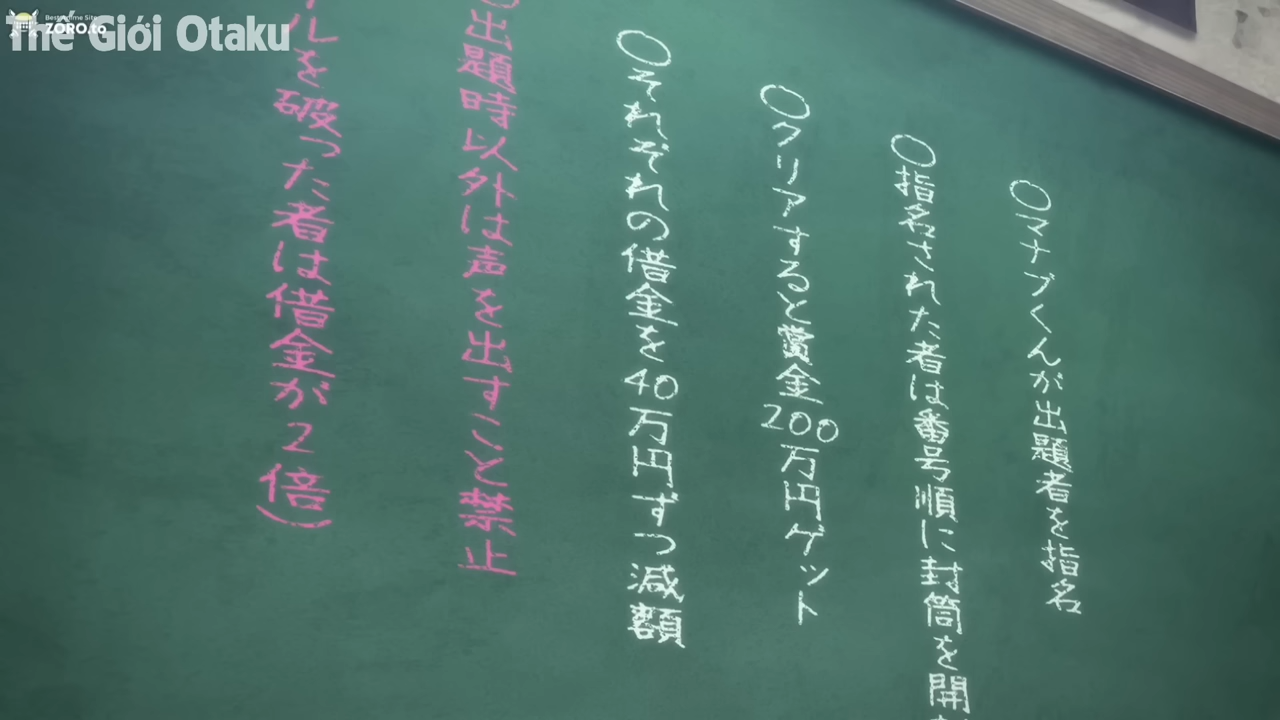 Best Anime Site
ZORO.to
Thế Giới Otaku
○マナブくんが出題者を指名
○指名された者は番号順に封筒を開
○クリアすると賞金200万円ゲット
○それぞれの借金を40万円ずつ減額
○出題時以外は声を出すこと禁止
ルを破った者は借金が2倍)